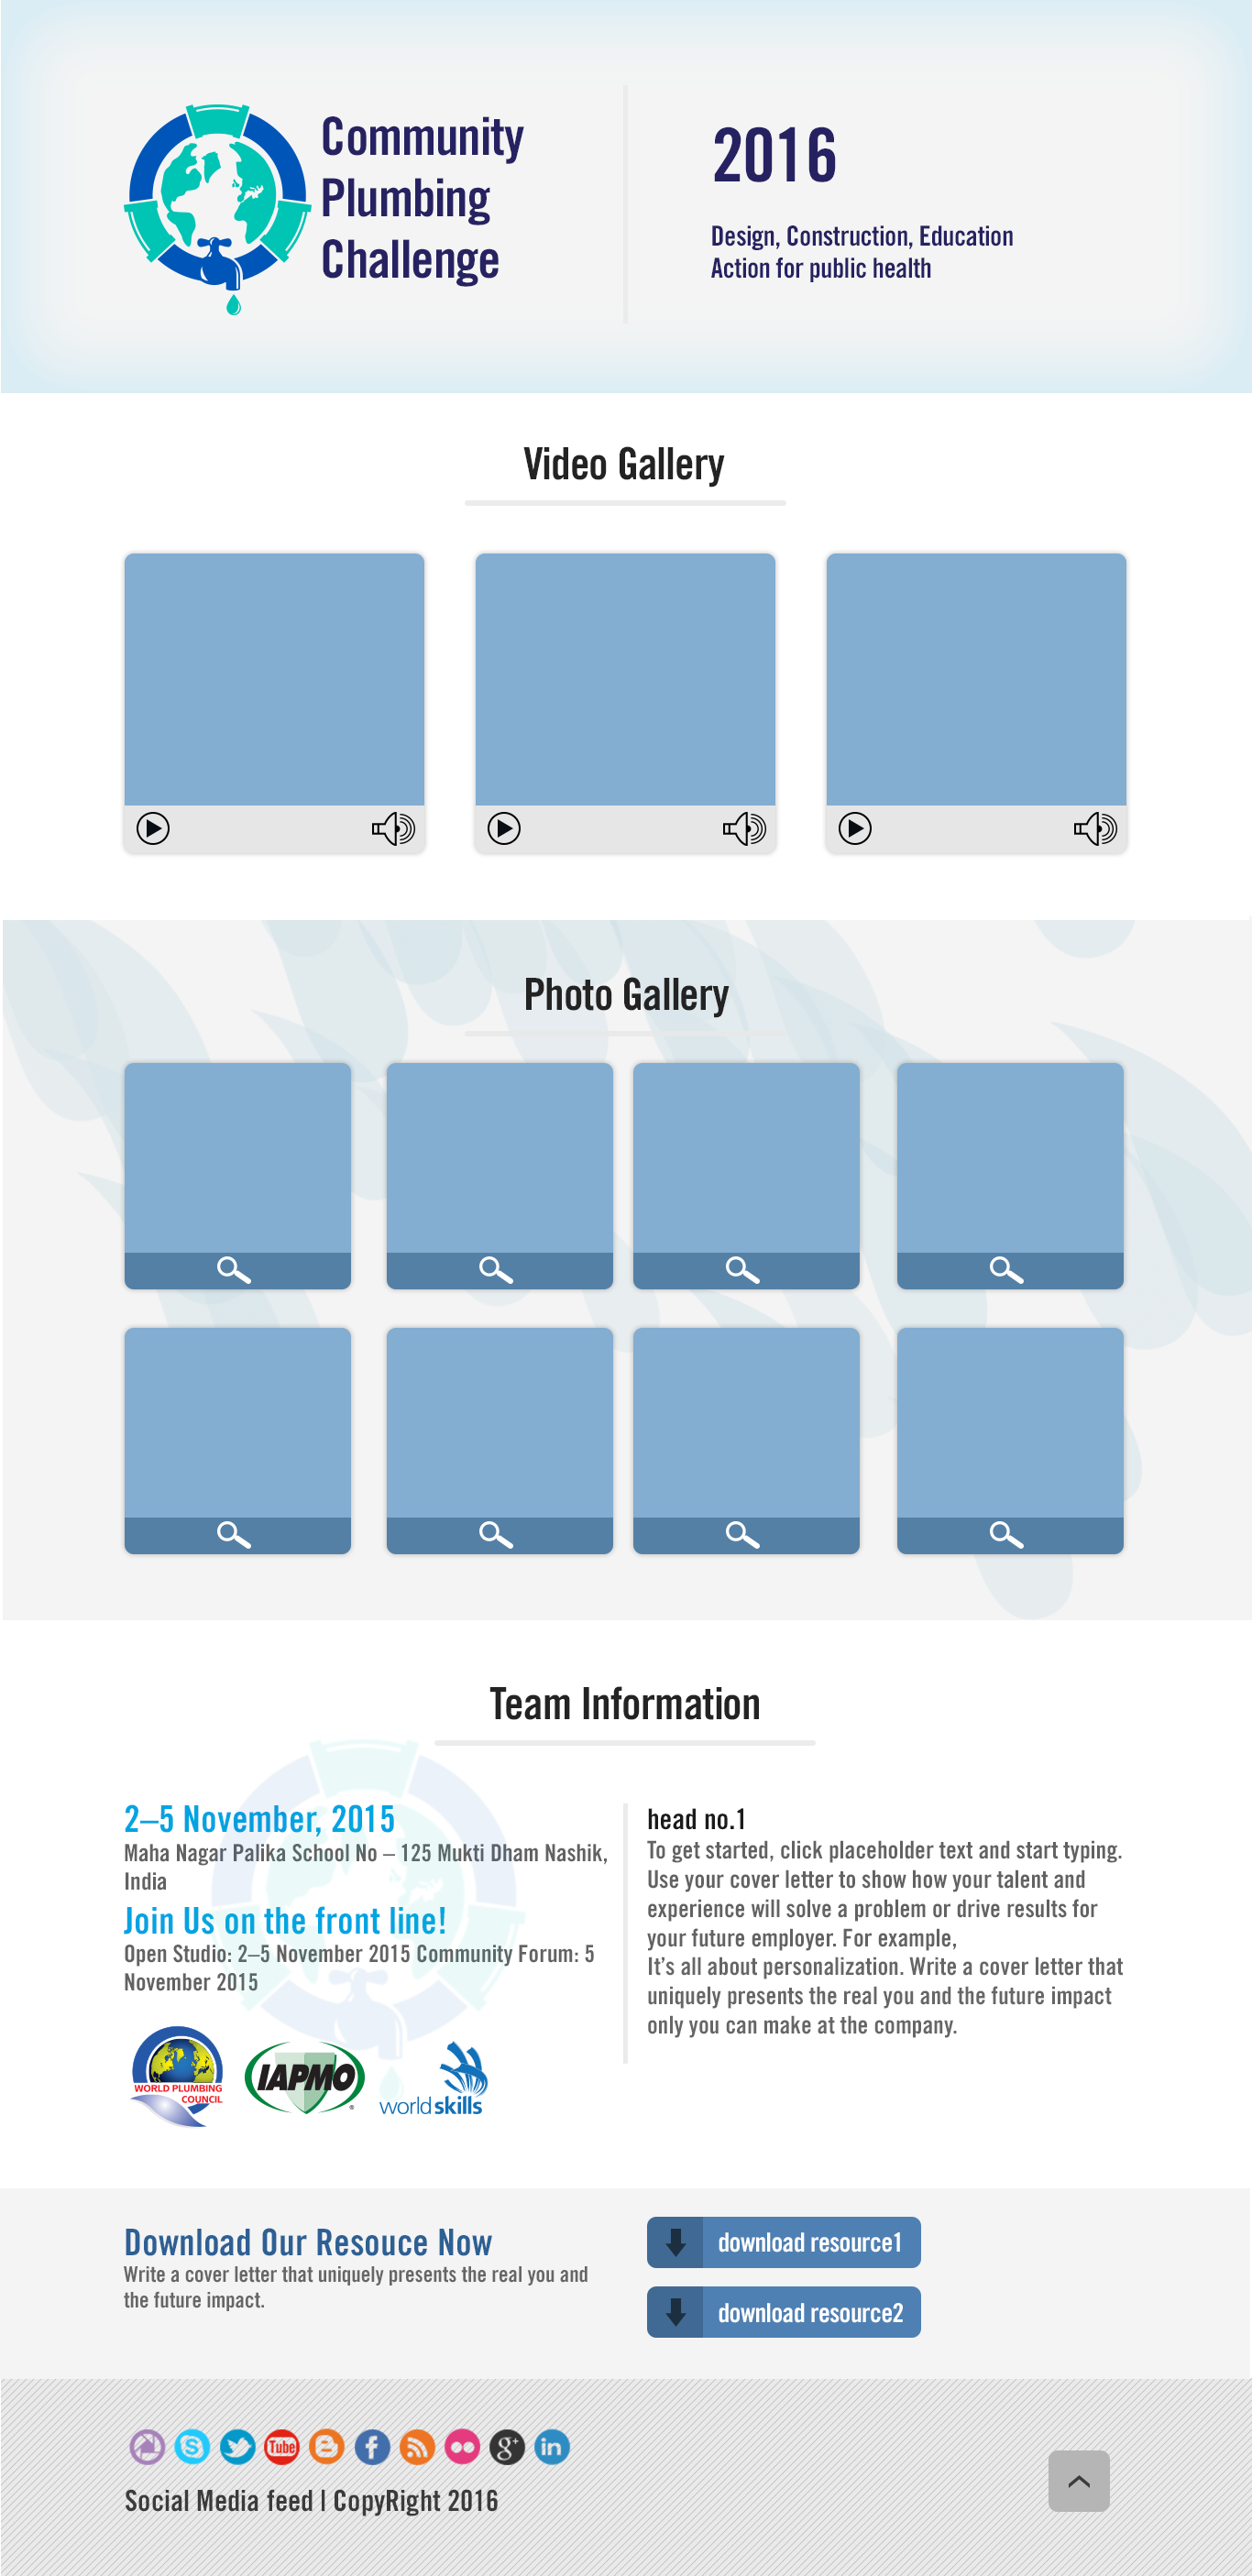 Community
Plumbing
Challenge
2016
Design, Construction, Education
Action for public health
Video Gallery
Photo Gallery
Team Information
2–5 November, 2015
Maha Nagar Palika School No – 125 Mukti Dham Nashik,
India
Join Us on the front line!
Open Studio: 2–5 November 2015 Community Forum: 5
November 2015
WORLD PLUMBING
COUNCIL
IAPMO
®
worldskills
head no.1
To get started, click placeholder text and start typing.
Use your cover letter to show how your talent and
experience will solve a problem or drive results for
your future employer. For example,
It’s all about personalization. Write a cover letter that
uniquely presents the real you and the future impact
only you can make at the company.
Download Our Resouce Now
Write a cover letter that uniquely presents the real you and
the future impact.
download resource1
download resource2
Tube
g+
in
Social Media feed | CopyRight 2016